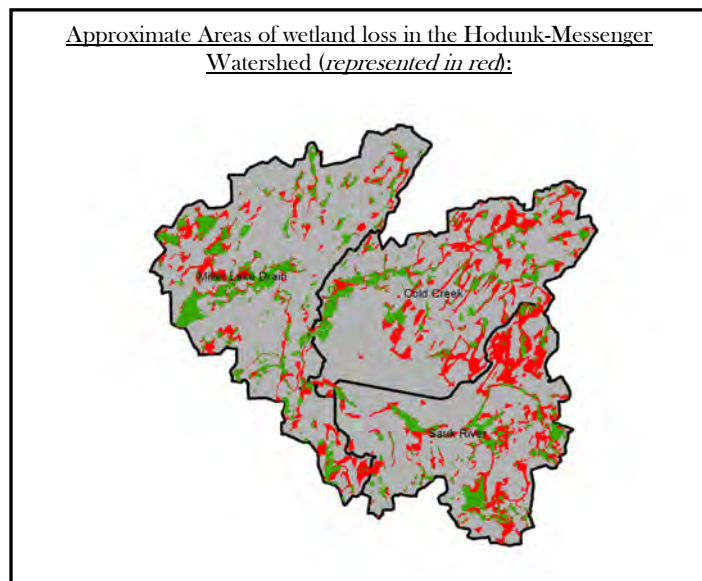 Approximate Areas of wetland loss in the Hodunk-Messenger
Watershed (represented in red):
Cold Creek
Sauk River